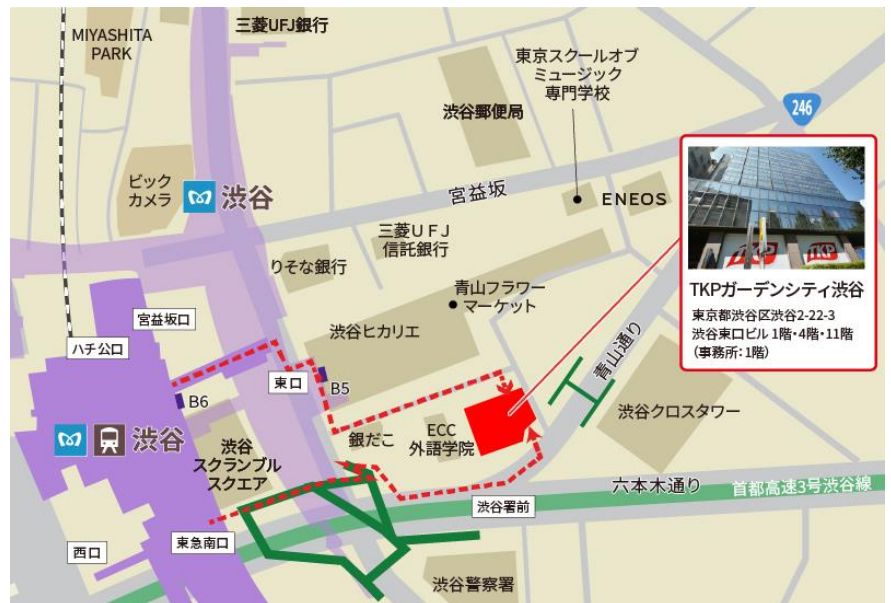 MIYASHITA
PARK
三菱UFJ銀行
東京スクールオブ
ミュージック
専門学校
渋谷郵便局
246
ビック
カメラ
渋谷
宮益坂
ENEOS
三菱UFJ
信託銀行
りそな銀行
青山フラワー
マーケット
TKP
TKP
TKPガーデンシティ渋谷
東京都渋谷区渋谷2-22-3
渋谷東口ビル 1階・4階・11階
(事務所:1階)
宮益坂口
渋谷ヒカリエ
青山通り
ハチ公口
東口
B5
B6
渋谷クロスタワー
渋谷
渋谷
スクランブル
スクエア
銀だこ
ECC
外語学院
六本木通り
首都高速3号渋谷線
渋谷署前
東急南口
西口
渋谷警察署